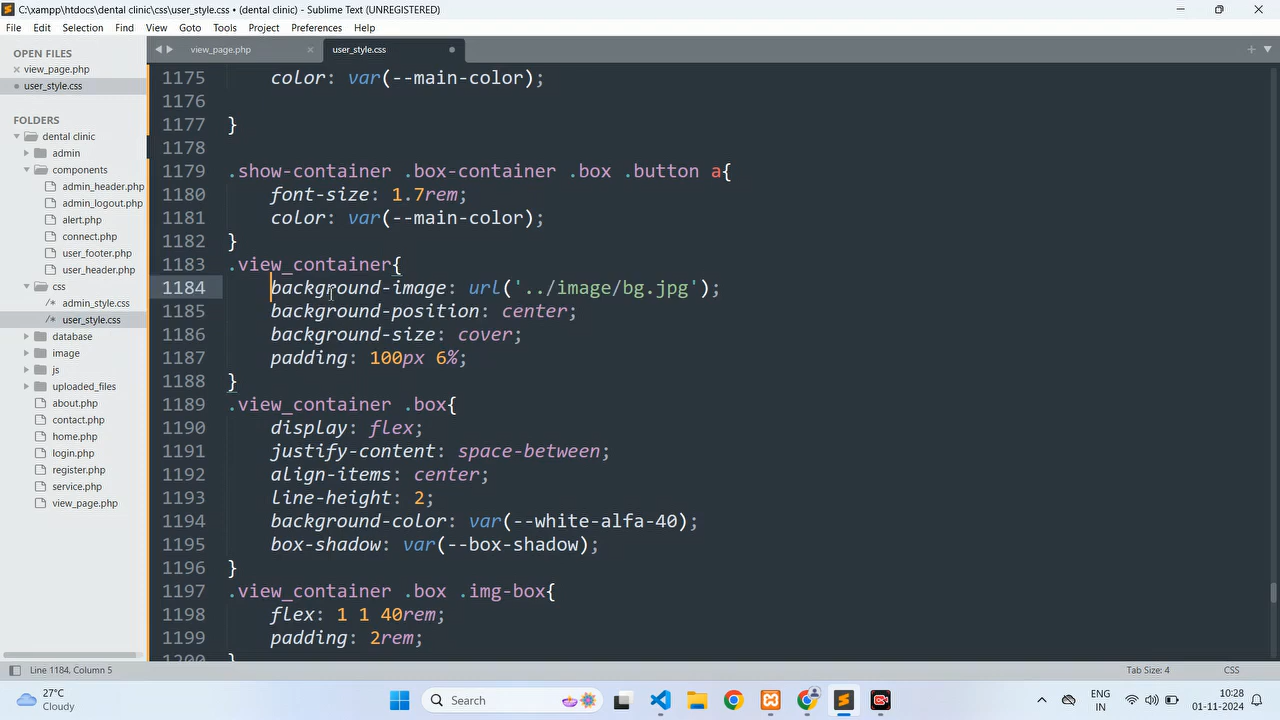 C:\xampp\htdocs\dental clinic\css\user_style.css • (dental clinic) - Sublime Text (UNREGISTERED)
File Edit Selection Find View Goto Tools Project Preferences Help
OPEN FILES
view_page.php
user_style.css
FOLDERS
dental clinic
admin
components
admin_header.php
admin_logout.php
alert.php
connect.php
user_footer.php
user_header.php
css
admin_style.css
user_style.css
database
image
js
uploaded_files
about.php
contact.php
home.php
login.php
register.php
service.php
view_page.php
view_page.php
user_style.css
1175 color: var(--main-color);
1176
1177 }
1178
1179 .show-container .box-container .box .button a{
1180 font-size: 1.7rem;
1181 color: var(--main-color);
1182 }
1183 .view_container{
1184 background-image: url('../image/bg.jpg');
1185 background-position: center;
1186 background-size: cover;
1187 padding: 100px 6%;
1188 }
1189 .view_container .box{
1190 display: flex;
1191 justify-content: space-between;
1192 align-items: center;
1193 line-height: 2;
1194 background-color: var(--white-alfa-40);
1195 box-shadow: var(--box-shadow);
1196 }
1197 .view_container .box .img-box{
1198 flex: 1 1 40rem;
1199 padding: 2rem;
1200 }
Line 1184, Column 5
Tab Size: 4
CSS
27°C
Cloudy
Search
ENG
IN
10:28
01-11-2024